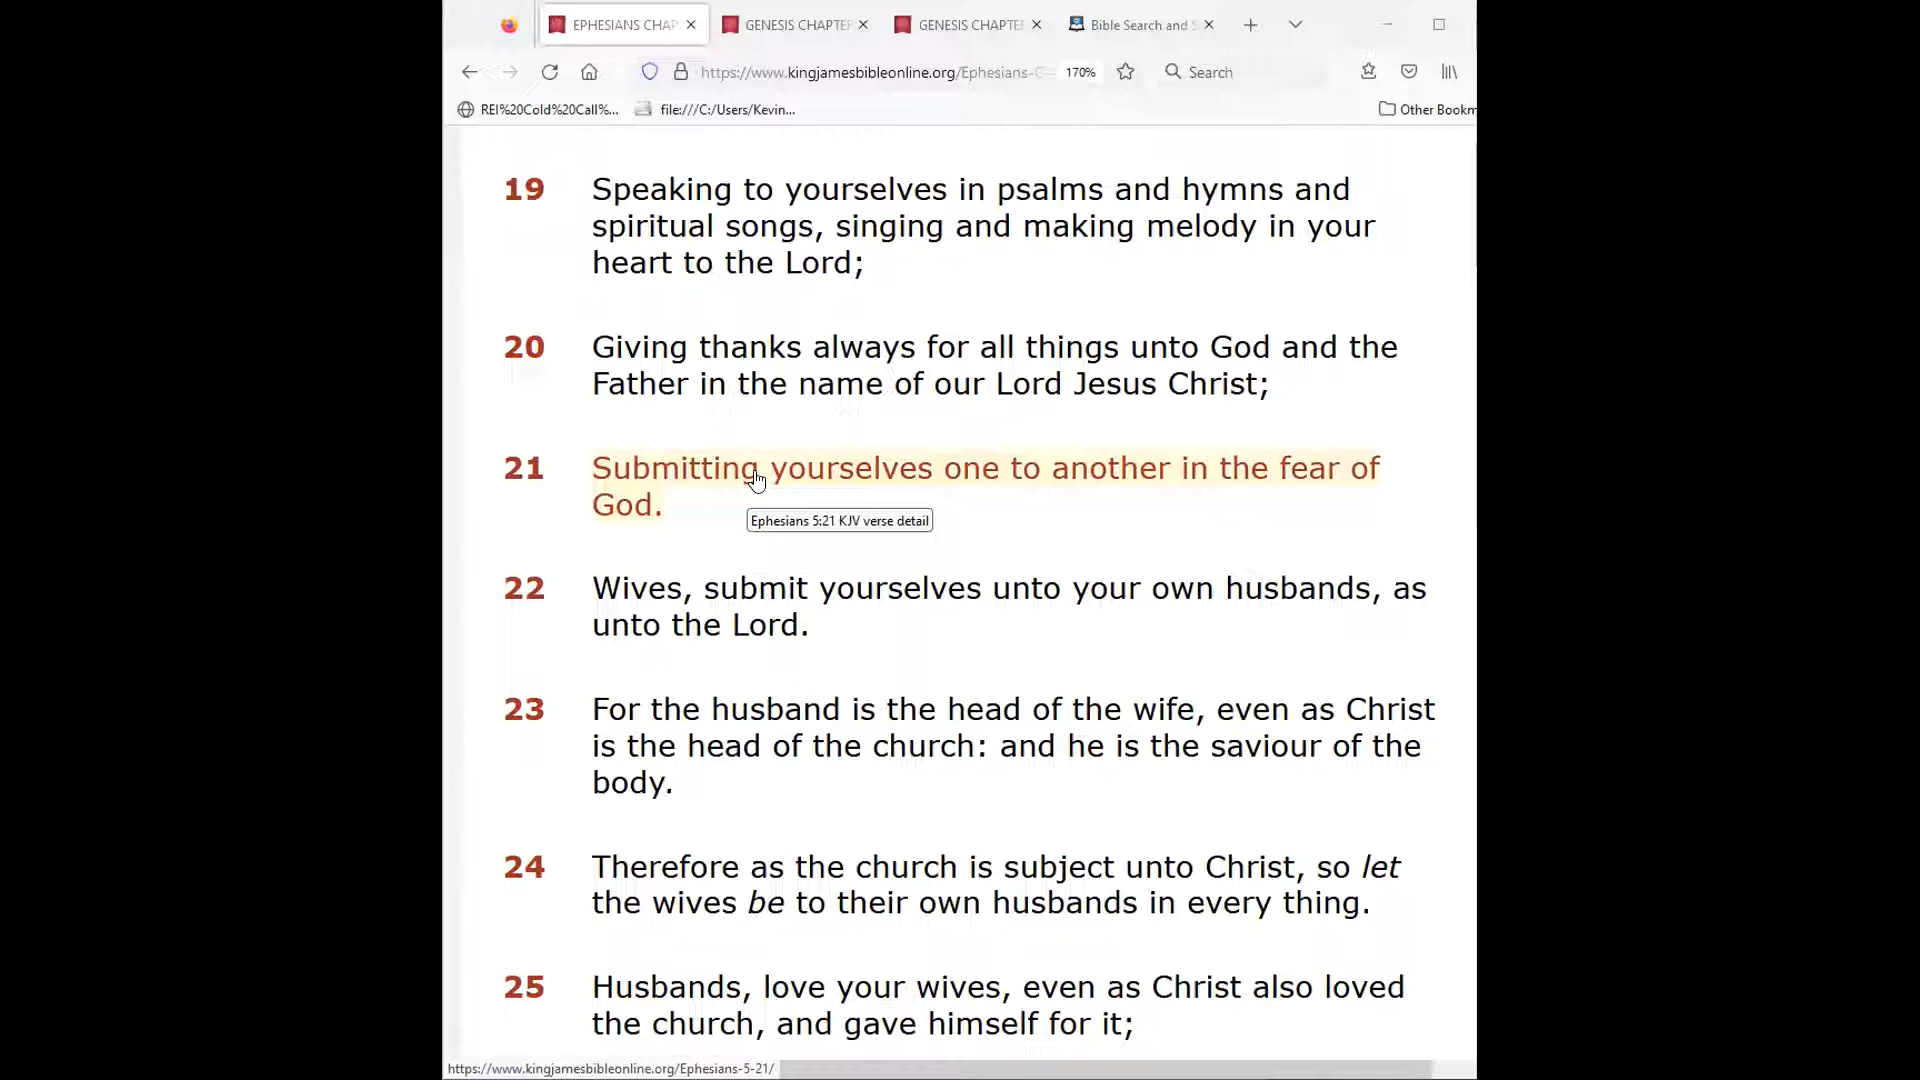 EPHESIANS CHAP
GENESIS CHAPTER
GENESIS CHAPTER
Bible Search and S
https://www.kingjamesbibleonline.org/Ephesians-C
170%
Search
REI%20Cold%20Call%...
file:///C:/Users/Kevin...
Other Bookm
19 Speaking to yourselves in psalms and hymns and
spiritual songs, singing and making melody in your
heart to the Lord;
20 Giving thanks always for all things unto God and the
Father in the name of our Lord Jesus Christ;
21 Submitting yourselves one to another in the fear of
God.
Ephesians 5:21 KJV verse detail
22 Wives, submit yourselves unto your own husbands, as
unto the Lord.
23 For the husband is the head of the wife, even as Christ
is the head of the church: and he is the saviour of the
body.
24 Therefore as the church is subject unto Christ, so let
the wives be to their own husbands in every thing.
25 Husbands, love your wives, even as Christ also loved
the church, and gave himself for it;
https://www.kingjamesbibleonline.org/Ephesians-5-21/